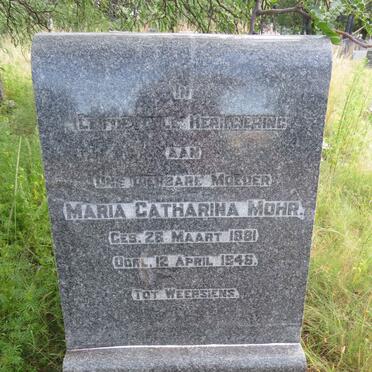 IN
LIEFDEVOLLE HERINNERING
AAN
ONS DIERBARE MOEDER
MARIA CATHARINA MOHR.
GEB. 28 MAART 1881
OORL. 12 APRIL 1946.
TOT WEERSIENS.